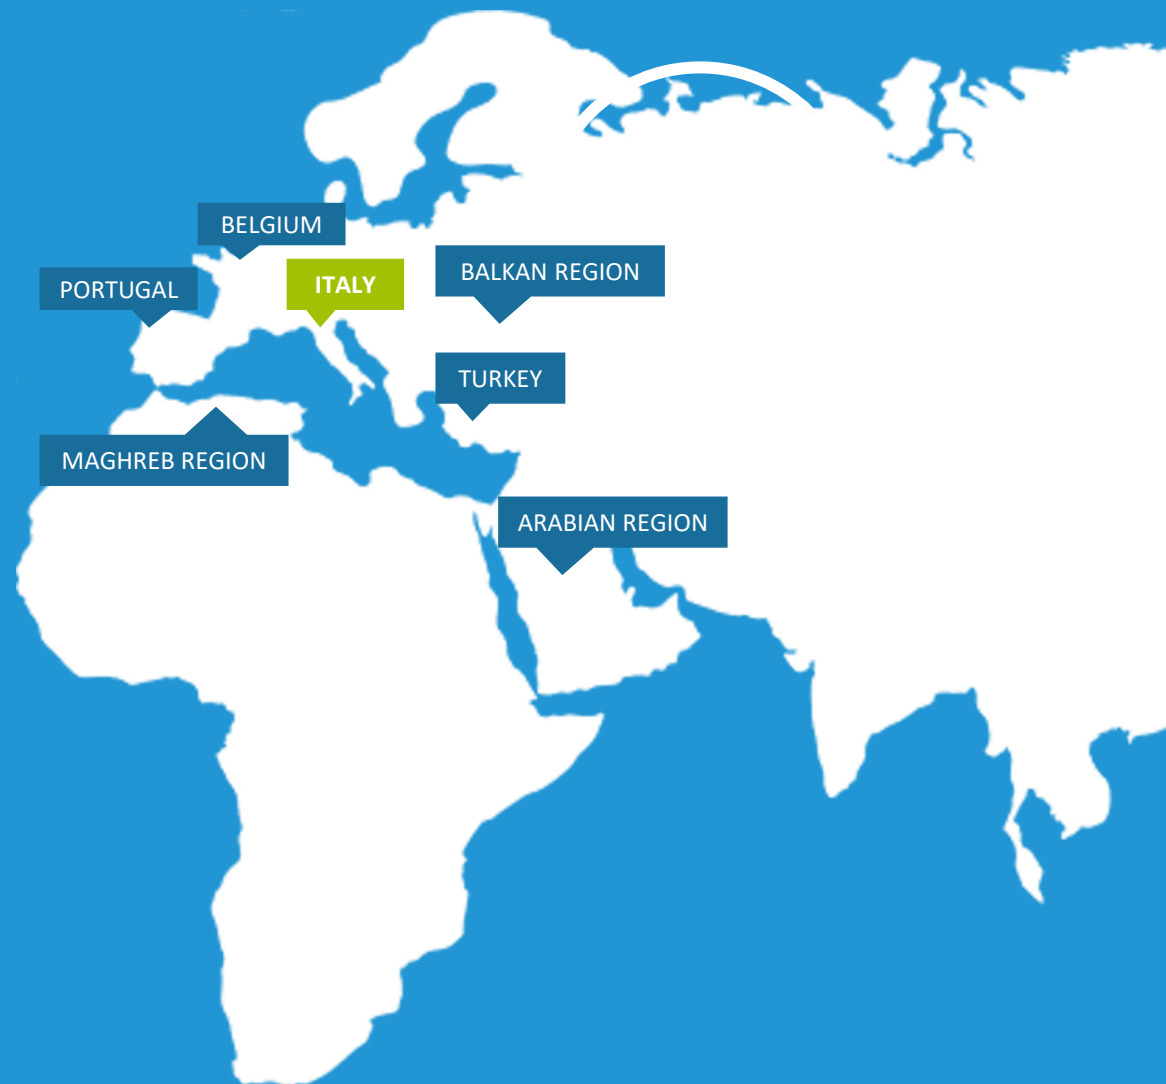 BELGIUM
PORTUGAL
ITALY
BALKAN REGION
TURKEY
MAGHREB REGION
ARABIAN REGION